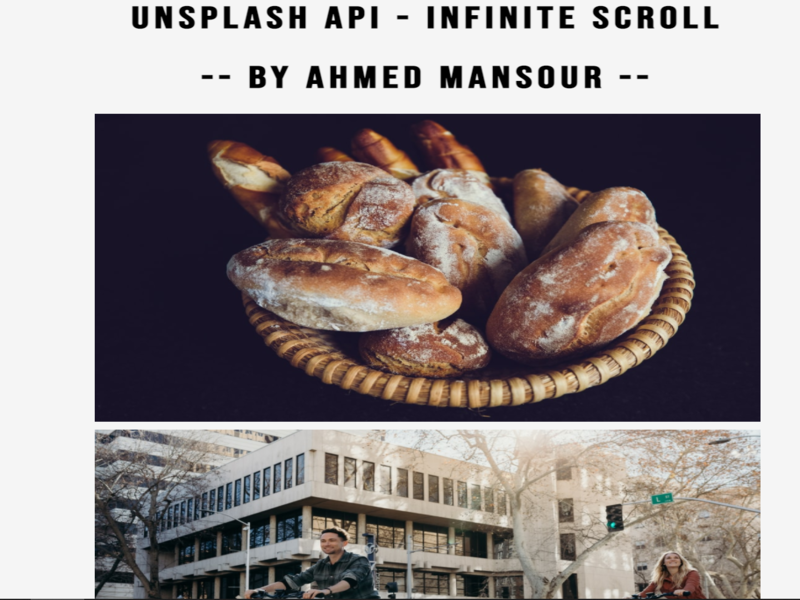 UNSPLASH API - INFINITE SCROLL
-- BY AHMED MANSOUR --
L